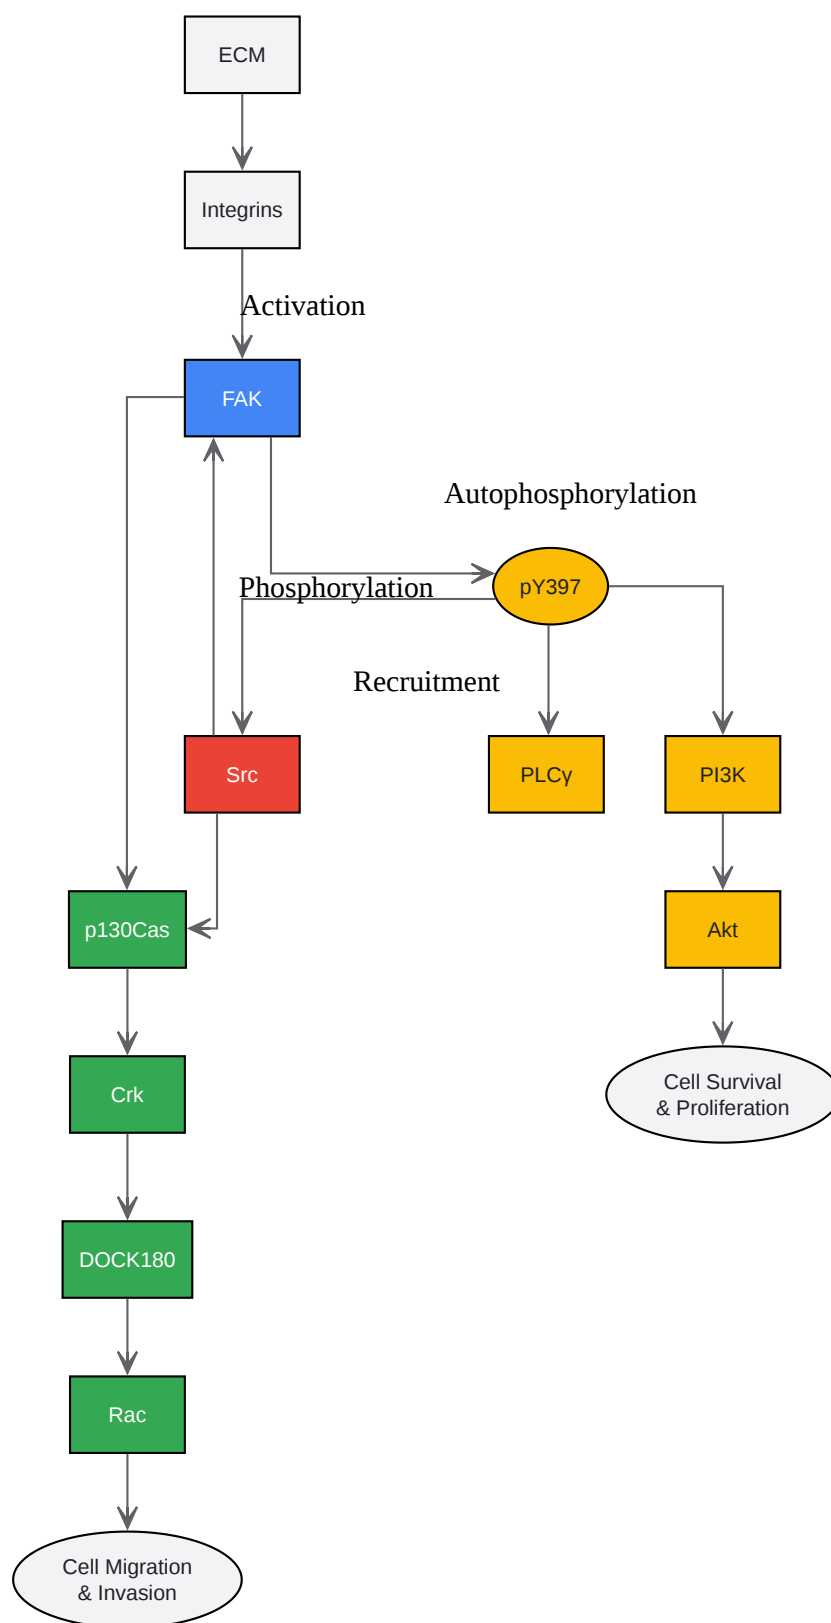 ECM
Integrins
Activation
FAK
Autophosphorylation
Phosphorylation
pY397
Recruitment
Src
PLCγ
PI3K
p130Cas
Akt
Crk
Cell Survival
& Proliferation
DOCK180
Rac
Cell Migration
& Invasion